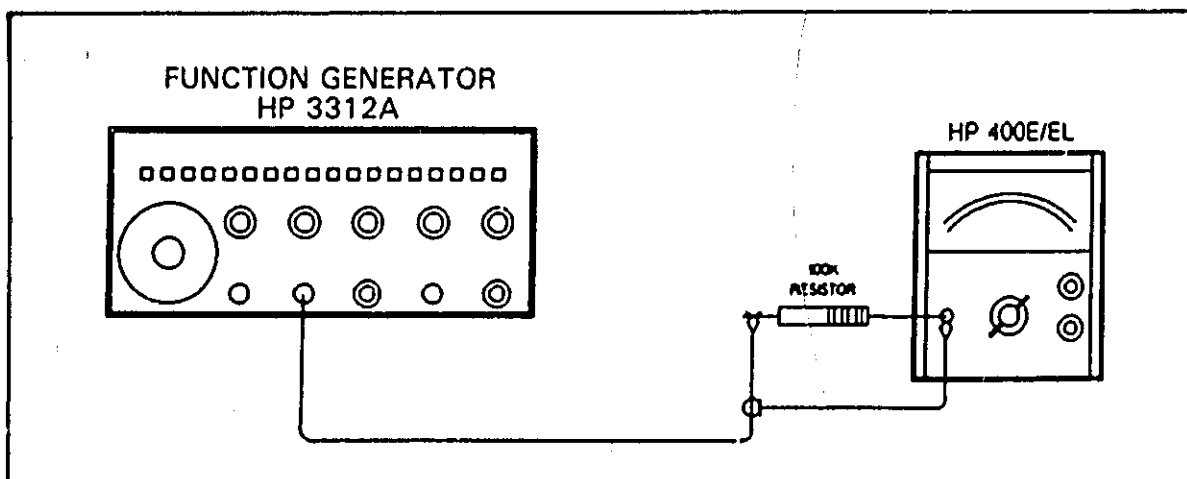 FUNCTION GENERATOR
HP 3312A
HP 400E/EL
100K
RESISTOR